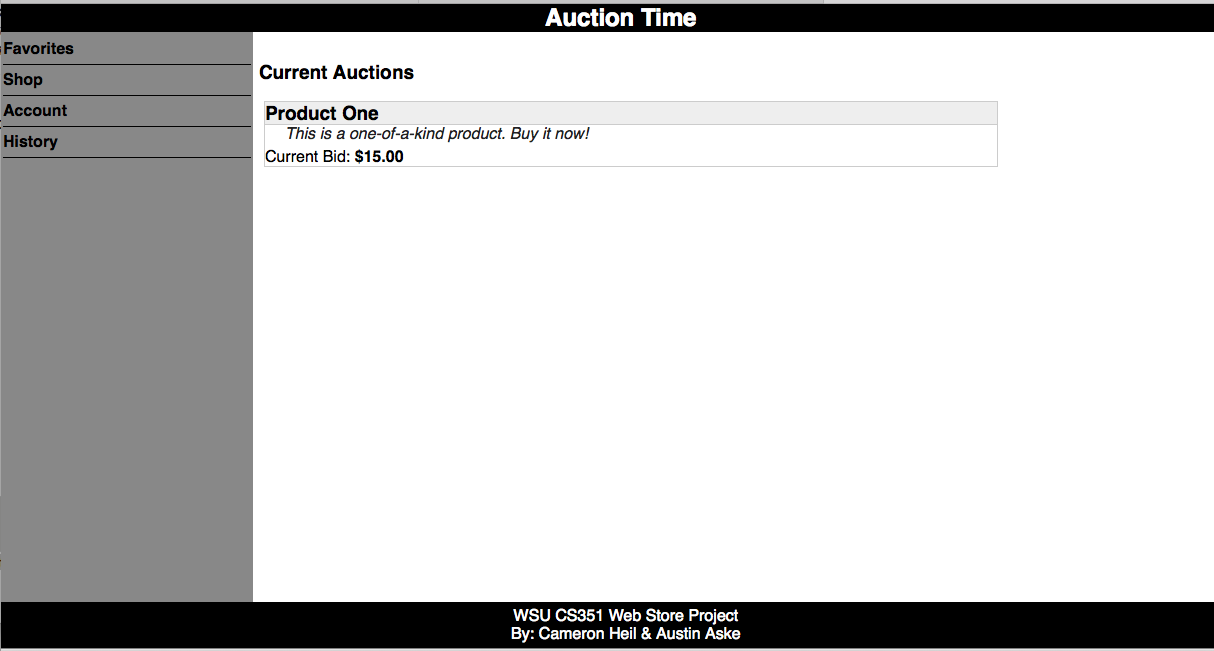 Auction Time
Favorites
Shop
Account
History
Current Auctions
Product One
This is a one-of-a-kind product. Buy it now!
Current Bid: $15.00
WSU CS351 Web Store Project
By: Cameron Heil & Austin Aske